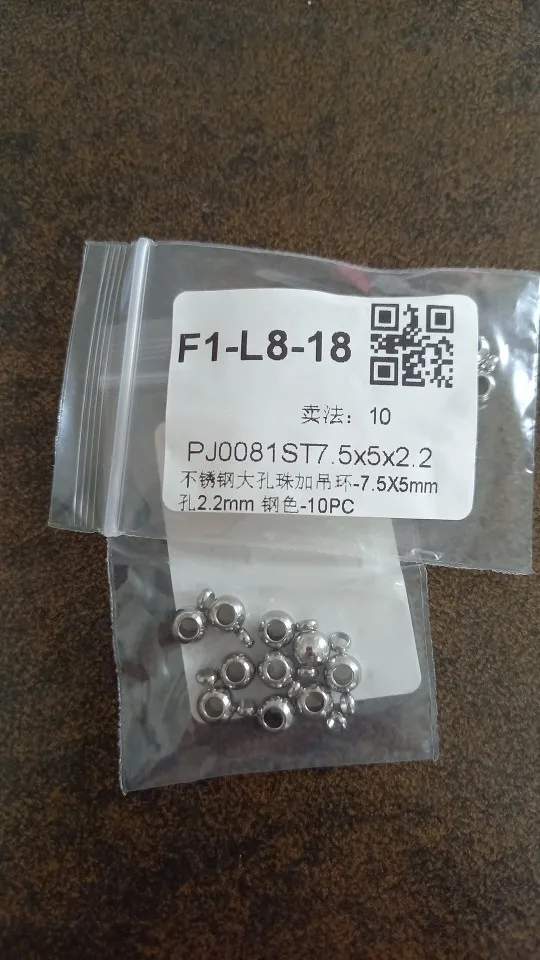 F1-L8-18
卖法：10
PJ0081ST7.5x5x2.2
不锈钢大孔珠加吊环-7.5X5mm
孔2.2mm 钢色-10PC